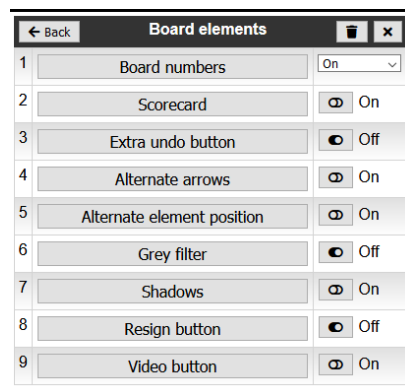 Back Board elements
1 Board numbers On
2 Scorecard On
3 Extra undo button Off
4 Alternate arrows On
5 Alternate element position On
6 Grey filter Off
7 Shadows On
8 Resign button Off
9 Video button On